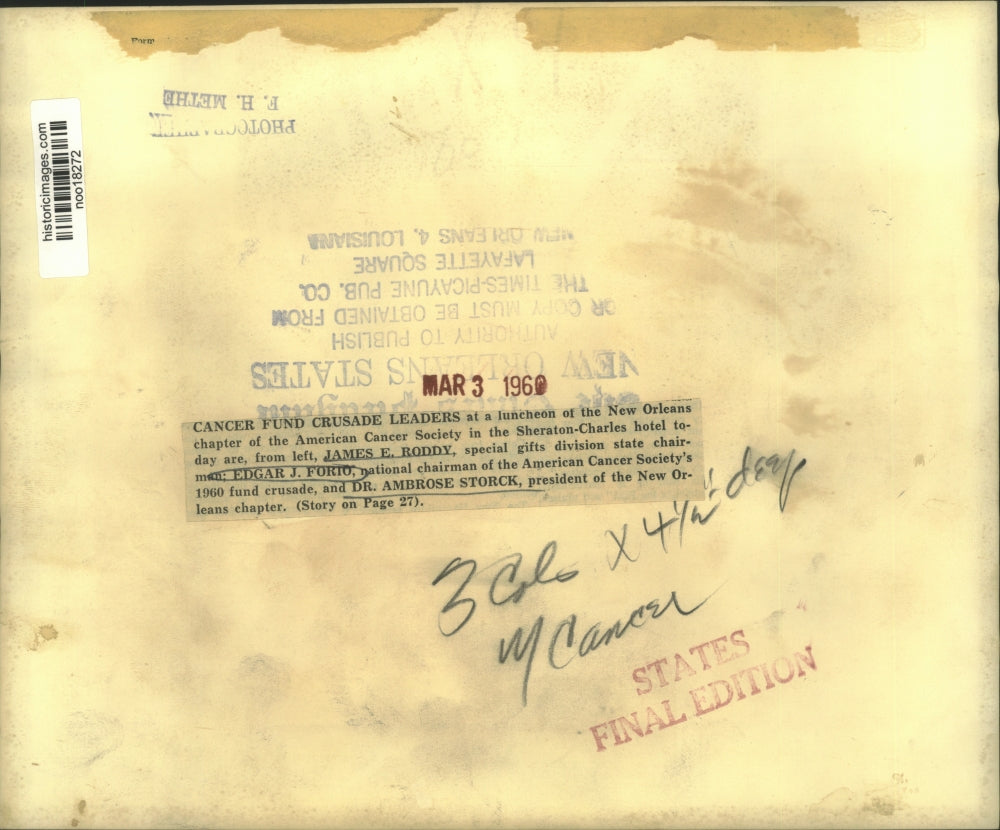 Form
F. H. METHE
PHOTOGRAPHER
historicimages.com
noo18272
NEW ORLEANS 4, LOUISIANA
LAFAYETTE SQUARE
THE TIMES-PICAYUNE PUB. CO.
OR COPY MUST BE OBTAINED FROM
AUTHORITY TO PUBLISH
NEW ORLEANS STATES
MAR 3 1960
CANCER FUND CRUSADE LEADERS at a luncheon of the New Orleans
chapter of the American Cancer Society in the Sheraton-Charles hotel to-
day are, from left, JAMES E. RODDY, special gifts division state chair-
man; EDGAR J. FORIO, national chairman of the American Cancer Society's
1960 fund crusade, and DR. AMBROSE STORCK, president of the New Or-
leans chapter. (Story on Page 27).
3 Cols X 4 1/2" deep
M Cancer
STATES
FINAL EDITION